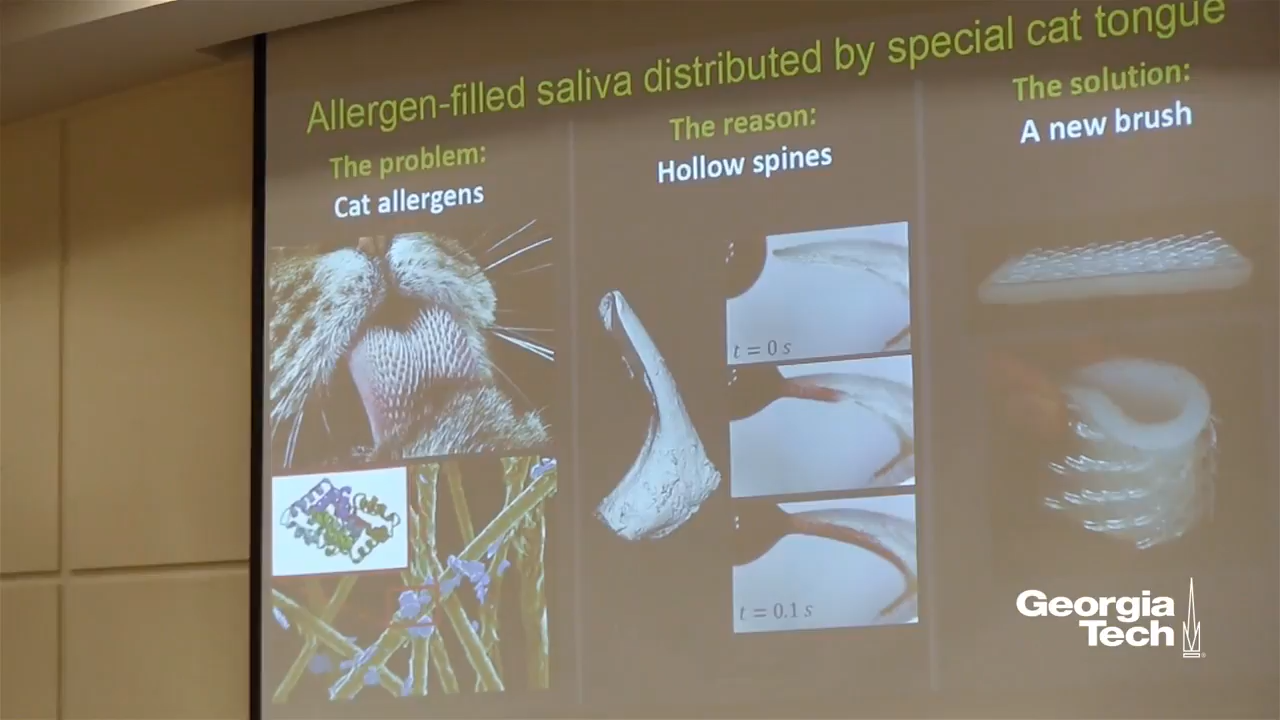 Allergen-filled saliva distributed by special cat tongue
The problem:
Cat allergens
The reason:
Hollow spines
t = 0 s
t = 0.1 s
The solution:
A new brush
Georgia
Tech